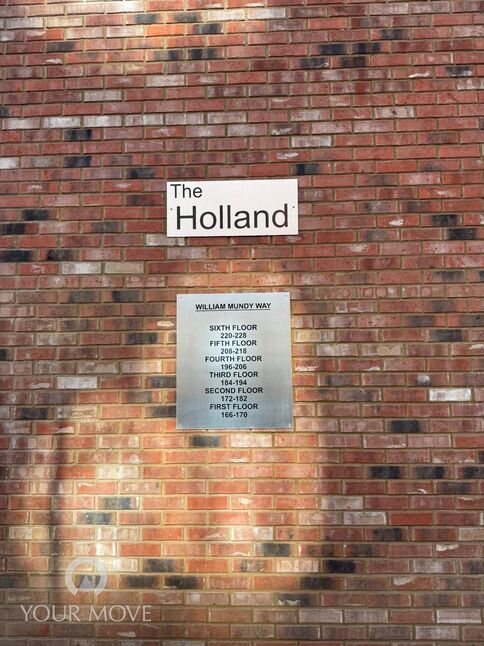 The
Holland
WILLIAM MUNDY WAY
SIXTH FLOOR
220-228
FIFTH FLOOR
208-218
FOURTH FLOOR
196-206
THIRD FLOOR
184-194
SECOND FLOOR
172-182
FIRST FLOOR
166-170
YOUR MOVE